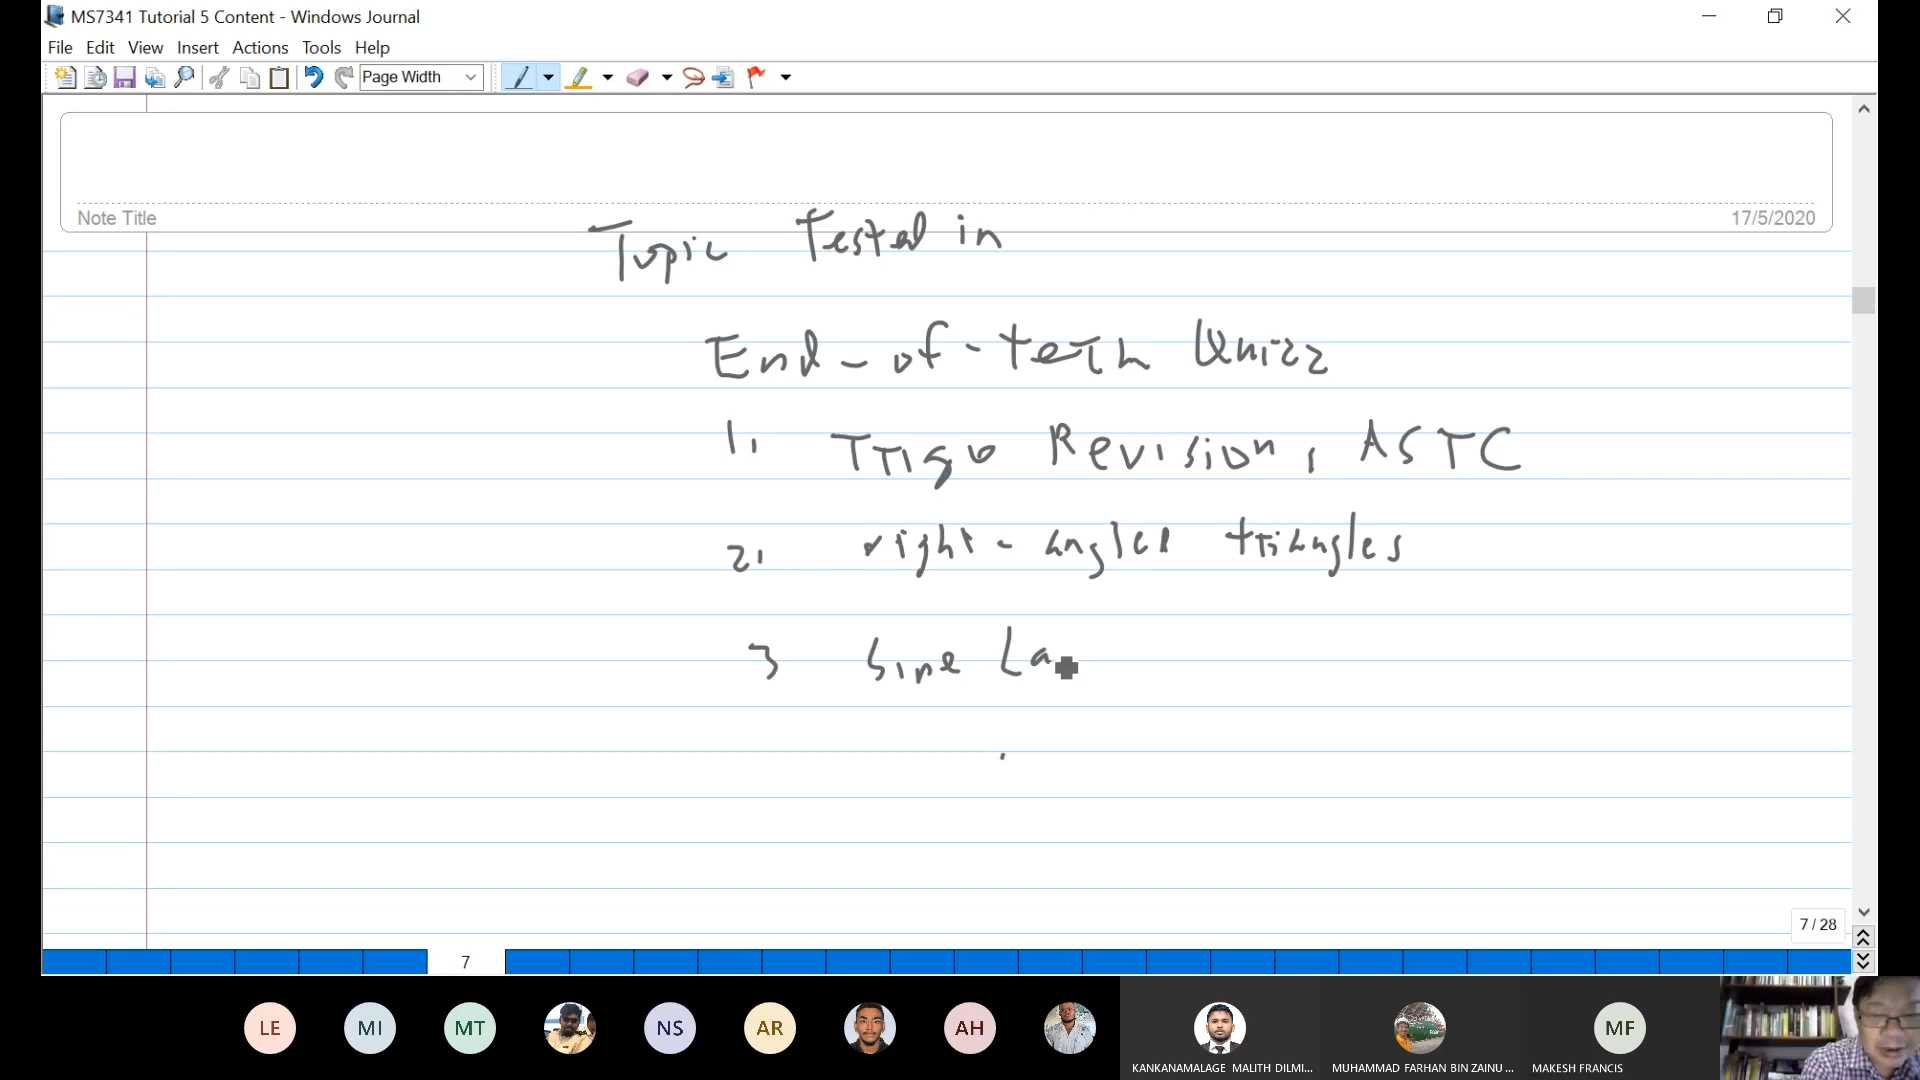 MS7341 Tutorial 5 Content - Windows Journal
File Edit View Insert Actions Tools Help
Page Width
Note Title
17/5/2020
Topic Tested in
End-of-term Quizz
1. Trigo Revision, ASTC
2. right-angled triangles
3 Sine La
7 / 28
7
LE MI MT NS AR AH MF
KANKANAMALAGE MALITH DILMI... MUHAMMAD FARHAN BIN ZAINU... MAKESH FRANCIS